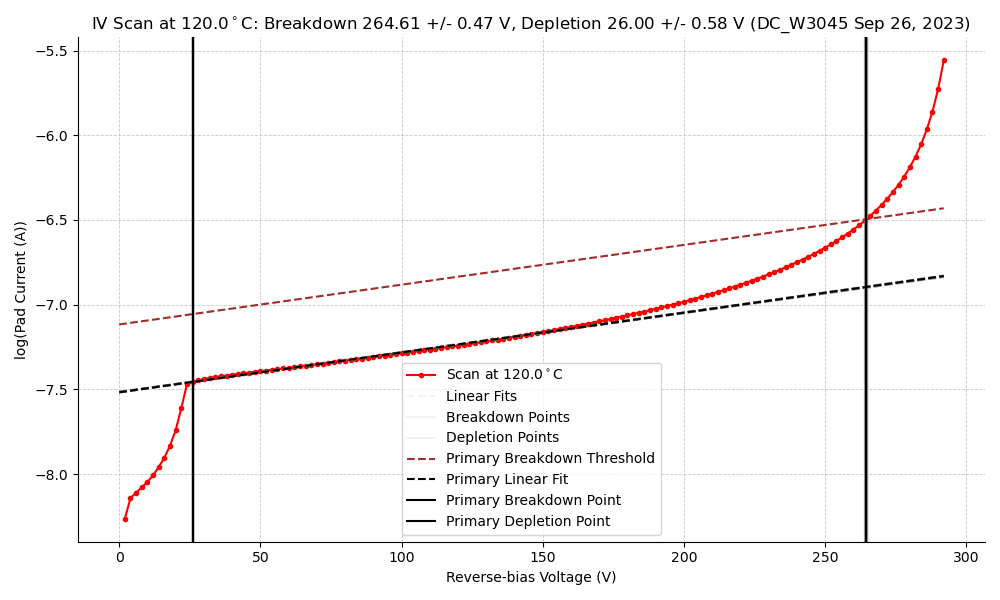 IV Scan at 120.0°C: Breakdown 264.61 +/- 0.47 V, Depletion 26.00 +/- 0.58 V (DC_W3045 Sep 26, 2023)
log(Pad Current (A))
−5.5
−6.0
−6.5
−7.0
−7.5
−8.0
Scan at 120.0°C
Linear Fits
Breakdown Points
Depletion Points
Primary Breakdown Threshold
Primary Linear Fit
Primary Breakdown Point
Primary Depletion Point
0 50 100 150 200 250 300
Reverse-bias Voltage (V)